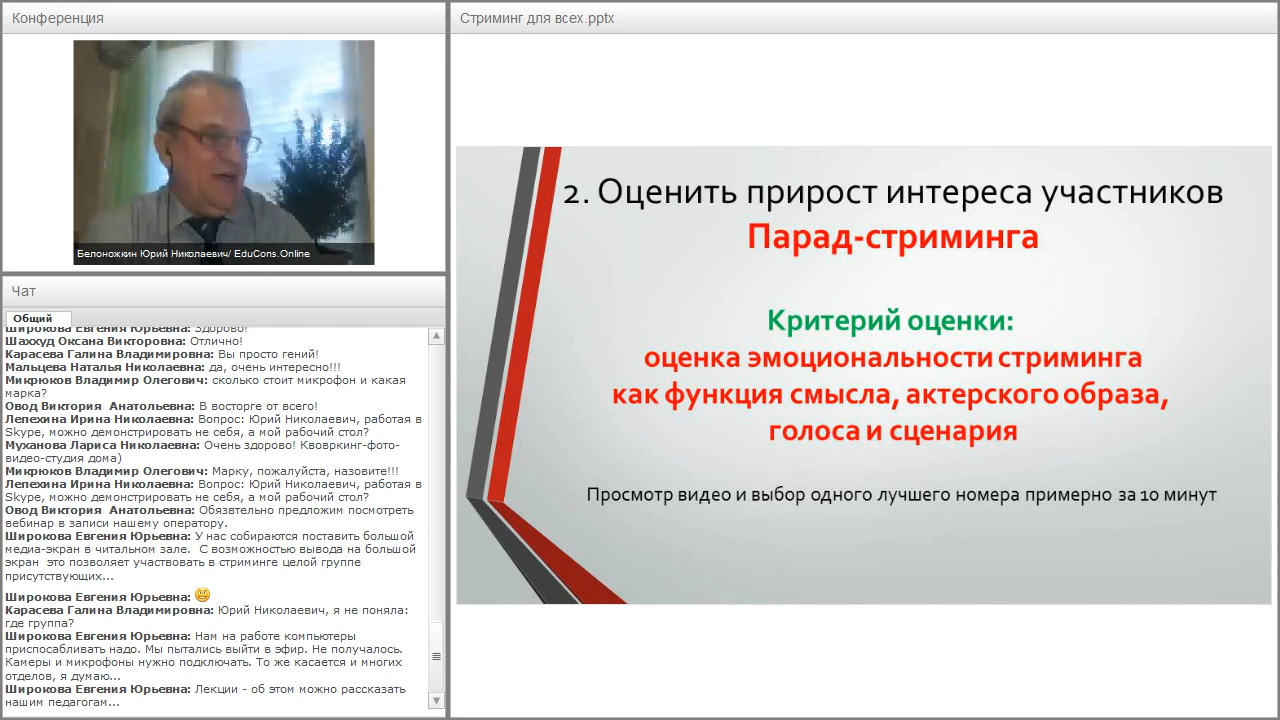 Конференция
Белоножкин Юрий Николаевич/ EduCons.Online
Чат
Общий
Широкова Евгения Юрьевна: Здорово!
Шаххуд Оксана Викторовна: Отлично!
Карасева Галина Владимировна: Вы просто гений!
Мальцева Наталья Николаевна: да, очень интересно!!!
Микрюков Владимир Олегович: сколько стоит микрофон и какая
марка?
Овод Виктория Анатольевна: В восторге от всего!
Лепехина Ирина Николаевна: Вопрос: Юрий Николаевич, работая в
Skype, можно демонстрировать не себя, а мой рабочий стол?
Муханова Лариса Николаевна: Очень здорово! Квовркинг-фото-
видео-студия дома)
Микрюков Владимир Олегович: Марку, пожалуйста, назовите!!!
Лепехина Ирина Николаевна: Вопрос: Юрий Николаевич, работая в
Skype, можно демонстрировать не себя, а мой рабочий стол?
Овод Виктория Анатольевна: Обязвтельно предложим посмотреть
вебинар в записи нашему оператору.
Широкова Евгения Юрьевна: У нас собираются поставить большой
медиа-экран в читальном зале. С возможностью вывода на большой
экран это позволяет участвовать в стриминге целой группе
присутствующих...
Широкова Евгения Юрьевна:
Карасева Галина Владимировна: Юрий Николаевич, я не поняла:
где группа?
Широкова Евгения Юрьевна: Нам на работе компьютеры
приспосабливать надо. Мы пытались выйти в эфир. Не получалось.
Камеры и микрофоны нужно подключать. То же касается и многих
отделов, я думаю...
Широкова Евгения Юрьевна: Лекции - об этом можно рассказать
нашим педагогам...
Стриминг для всех.pptx
2. Оценить прирост интереса участников
Парад-стриминга
Критерий оценки:
оценка эмоциональности стриминга
как функция смысла, актерского образа,
голоса и сценария
Просмотр видео и выбор одного лучшего номера примерно за 10 минут